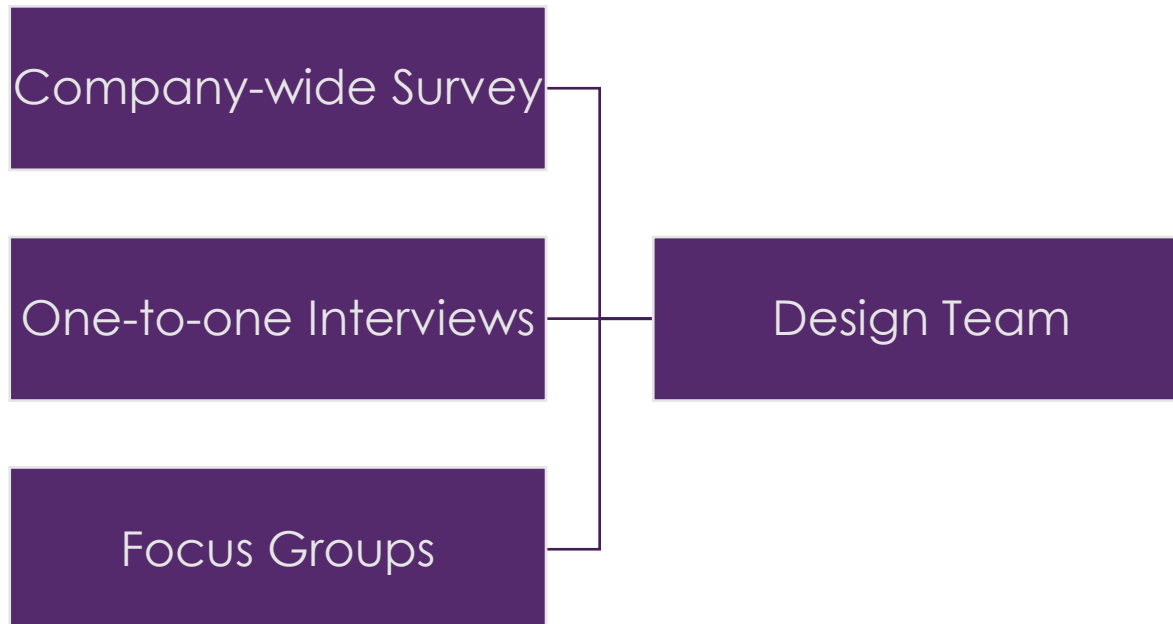 Company-wide Survey
One-to-one Interviews
Design Team
Focus Groups